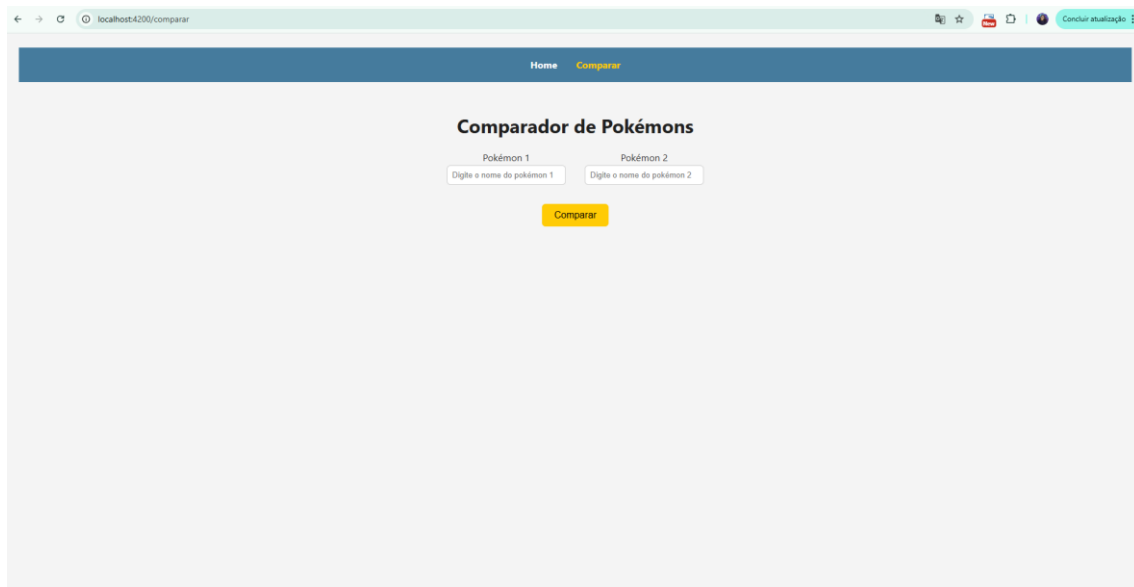 localhost:4200/comparar
New
Concluir atualização
Home Comparar
Comparador de Pokémons
Pokémon 1 Pokémon 2
Digite o nome do pokémon 1 Digite o nome do pokémon 2
Comparar